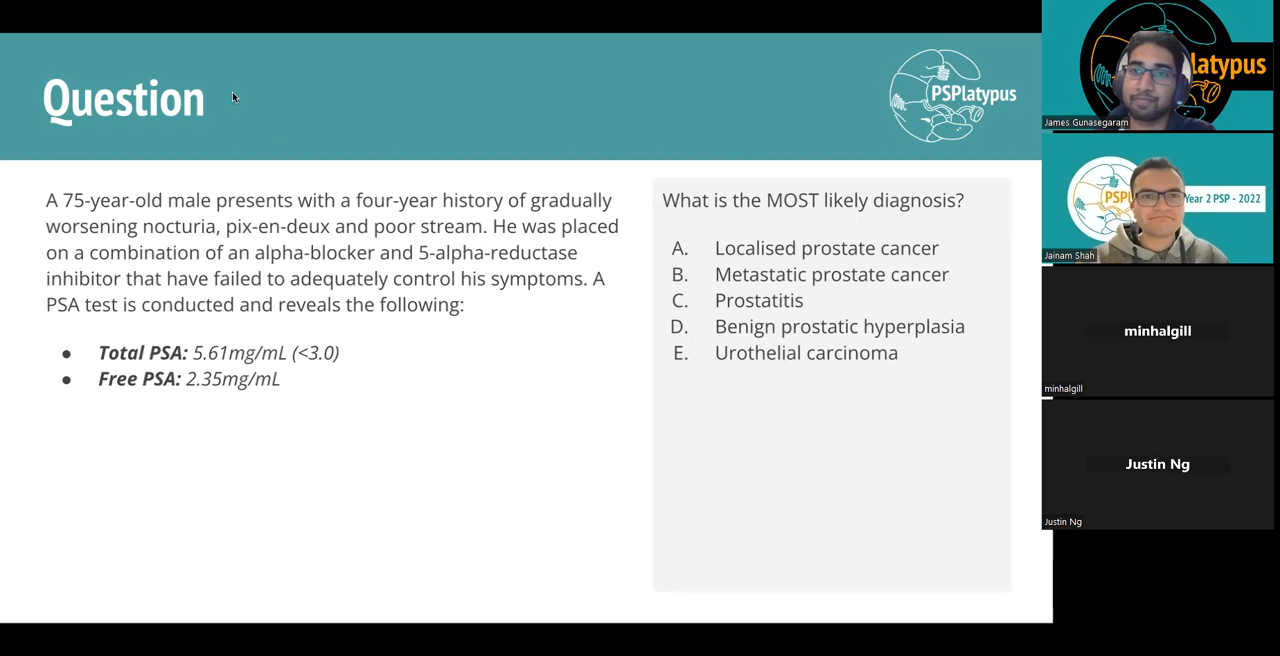 Question
PSPlatypus
A 75-year-old male presents with a four-year history of gradually
worsening nocturia, pix-en-deux and poor stream. He was placed
on a combination of an alpha-blocker and 5-alpha-reductase
inhibitor that have failed to adequately control his symptoms. A
PSA test is conducted and reveals the following:
● Total PSA: 5.61mg/mL (<3.0)
● Free PSA: 2.35mg/mL
What is the MOST likely diagnosis?
A. Localised prostate cancer
B. Metastatic prostate cancer
C. Prostatitis
D. Benign prostatic hyperplasia
E. Urothelial carcinoma
latypus
James Gunasegaram
PSPl
Year 2 PSP - 2022
Jainam Shah
minhalgill
minhalgill
Justin Ng
Justin Ng